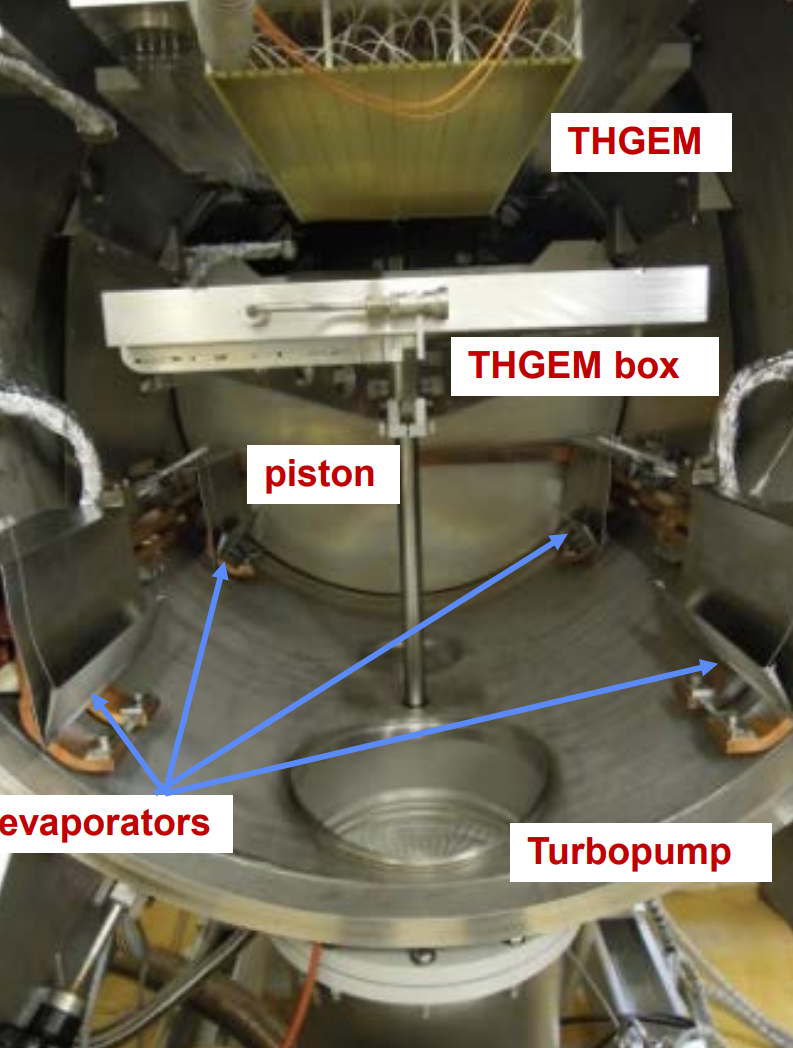 THGEM
THGEM box
piston
evaporators
Turbopump